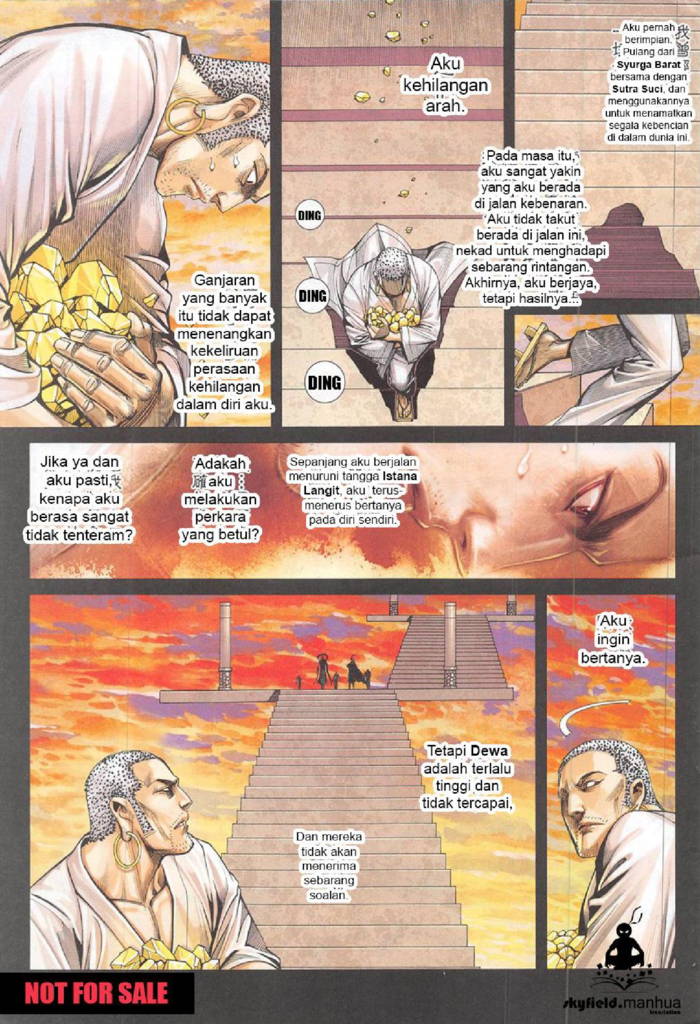 Aku pernah
berimpian.
Pulang dari
Syurga Barat
bersama dengan
Sutra Suci, dan
menggunakannya
untuk menamatkan
segala kebencian
di dalam dunia ini.
Pada masa itu,
aku sangat yakin
yang aku berada
di jalan kebenaran.
Aku tidak takut
berada di jalan ini,
nekad untuk menghadapi
sebarang rintangan.
Akhirnya, aku berjaya,
tetapi hasilnya...
Aku
kehilangan
arah.
DING
DING
DING
Ganjaran
yang banyak
itu tidak dapat
menenangkan
kekeliruan
perasaan
kehilangan
dalam diri aku.
Sepanjang aku berjalan
menuruni tangga Istana
Langit, aku terus-
menerus bertanya
pada diri sendiri.
Adakah
aku
melakukan
perkara
yang betul?
Jika ya dan
aku pasti,
kenapa aku
berasa sangat
tidak tenteram?
Aku
ingin
bertanya.
Tetapi Dewa
adalah terlalu
tinggi dan
tidak tercapai,
Dan mereka
tidak akan
menerima
sebarang
soalan.
NOT FOR SALE
skyfield.manhua